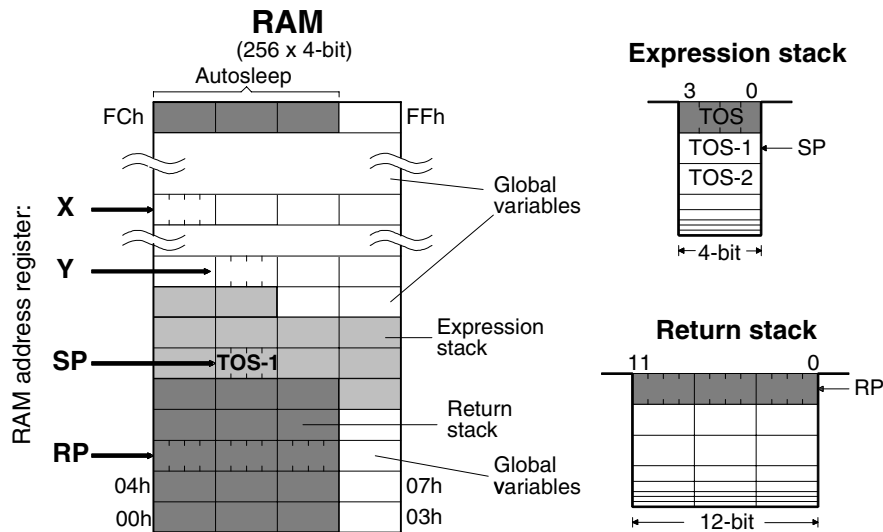 RAM
(256 x 4-bit)
Autosleep
FCh
FFh
Global
variables
X
Y
SP
TOS-1
RP
RAM address register:
Expression
stack
Return
stack
Global
variables
04h
07h
00h
03h
Expression stack
3 0
TOS
TOS-1
SP
TOS-2
4-bit
Return stack
11 0
RP
12-bit